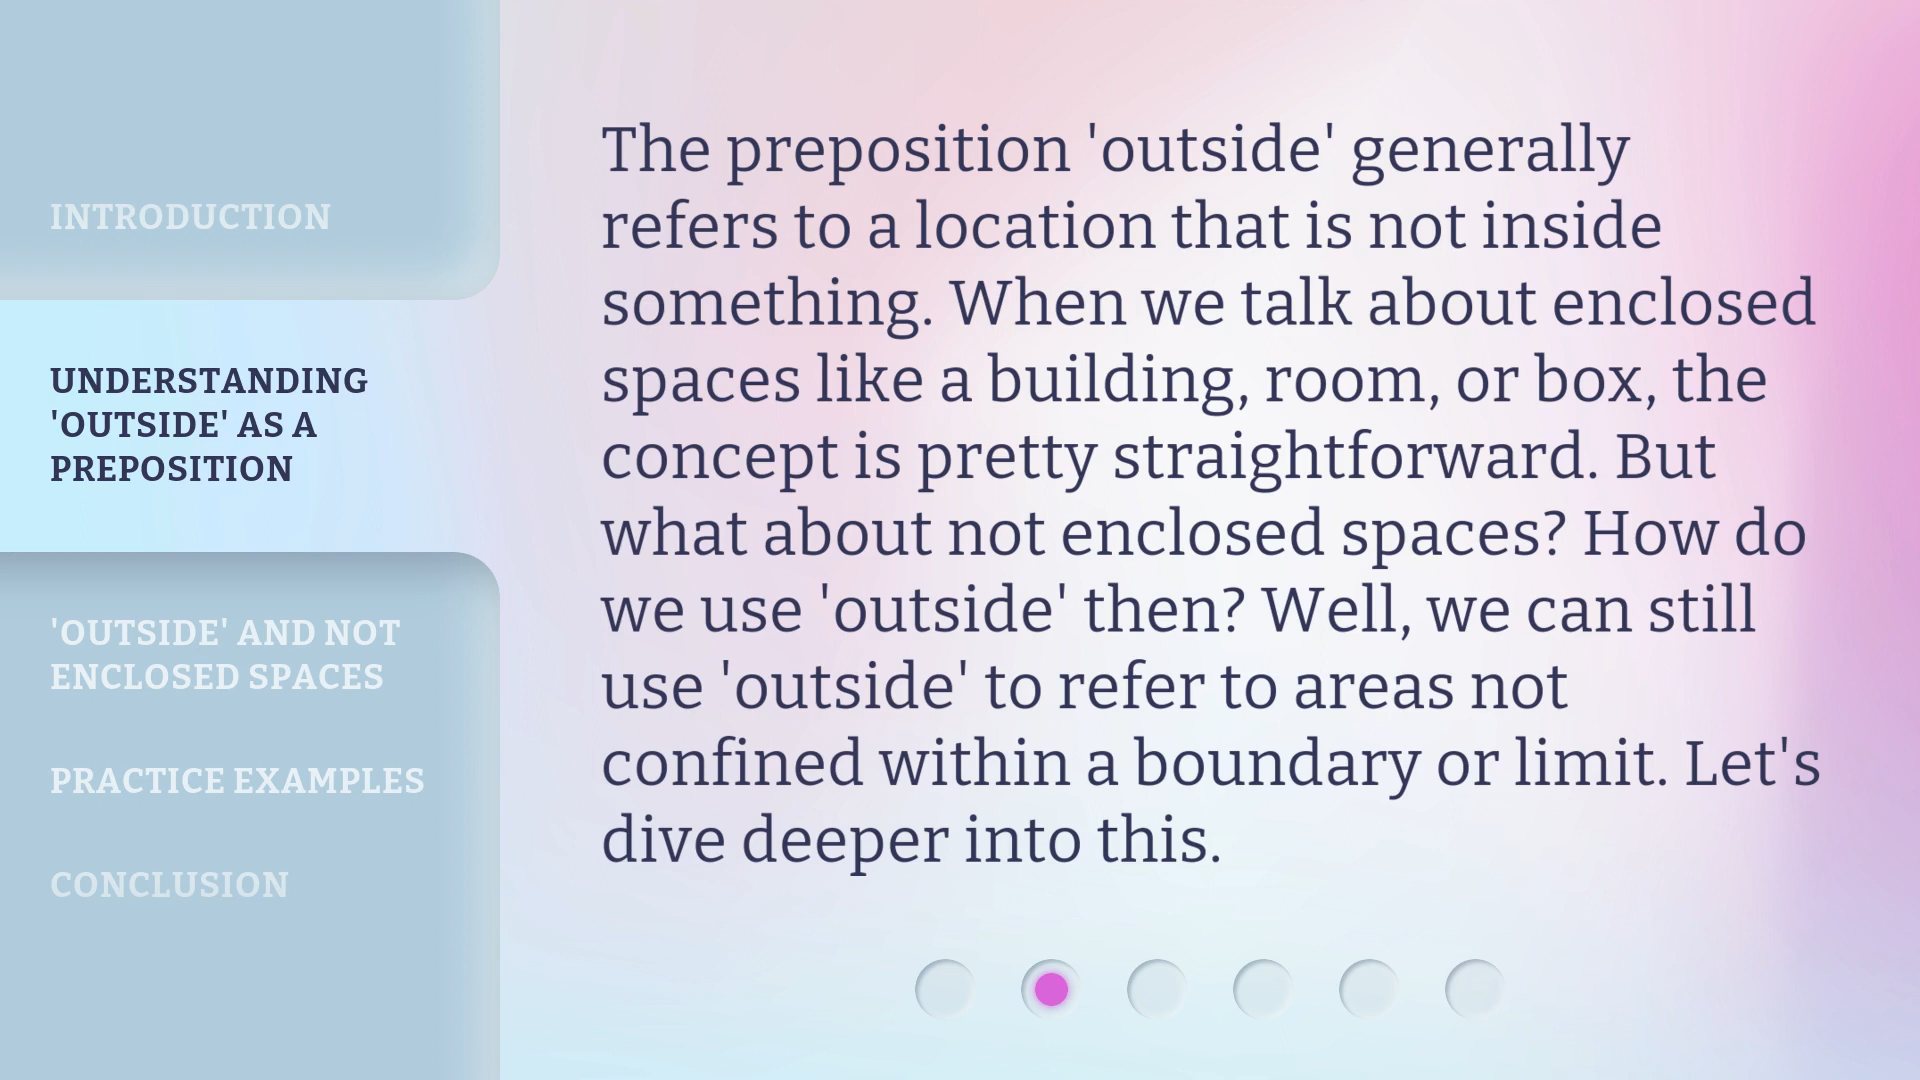 INTRODUCTION
UNDERSTANDING
'OUTSIDE' AS A
PREPOSITION
'OUTSIDE' AND NOT
ENCLOSED SPACES
PRACTICE EXAMPLES
CONCLUSION
The preposition 'outside' generally
refers to a location that is not inside
something. When we talk about enclosed
spaces like a building, room, or box, the
concept is pretty straightforward. But
what about not enclosed spaces? How do
we use 'outside' then? Well, we can still
use 'outside' to refer to areas not
confined within a boundary or limit. Let's
dive deeper into this.